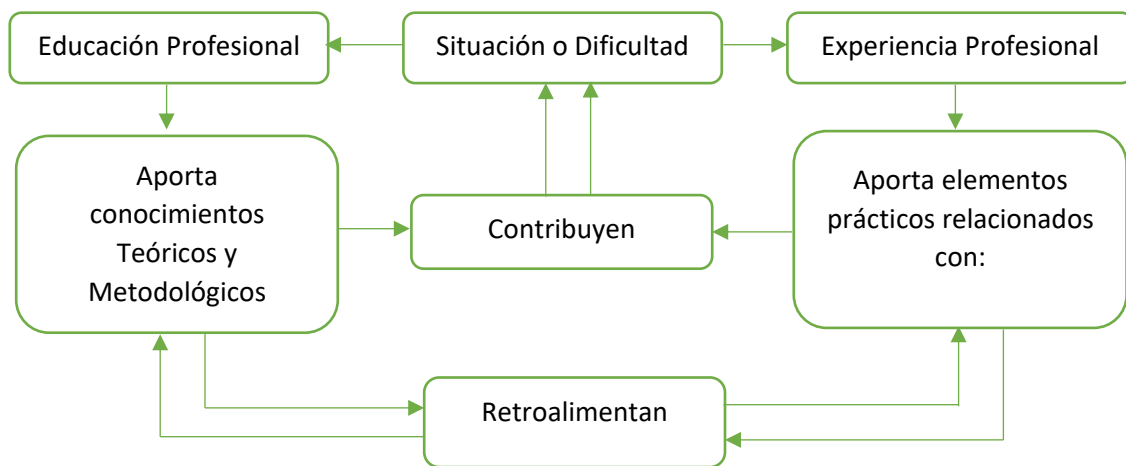 Educación Profesional
Situación o Dificultad
Experiencia Profesional
Aporta
conocimientos
Teóricos y
Metodológicos
Contribuyen
Aporta elementos
prácticos relacionados
con:
Retroalimentan